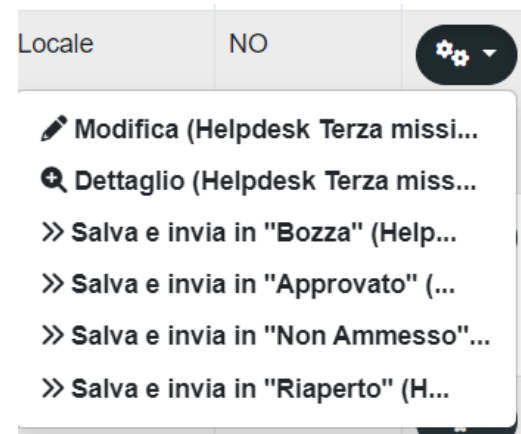 Locale NO
Modifica (Helpdesk Terza missi...
Dettaglio (Helpdesk Terza miss...
Salva e invia in "Bozza" (Help...
Salva e invia in "Approvato" (...
Salva e invia in "Non Ammesso"...
Salva e invia in "Riaperto" (H...